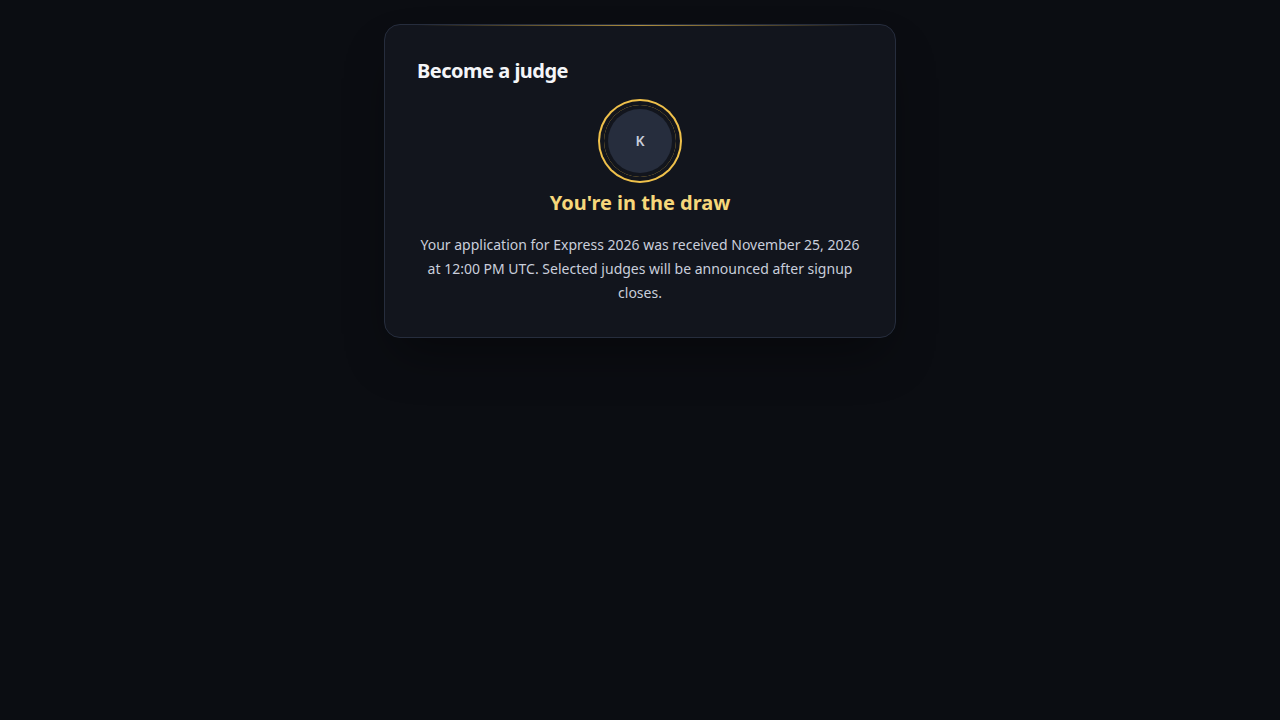 Become a judge
K
You're in the draw
Your application for Express 2026 was received November 25, 2026
at 12:00 PM UTC. Selected judges will be announced after signup
closes.